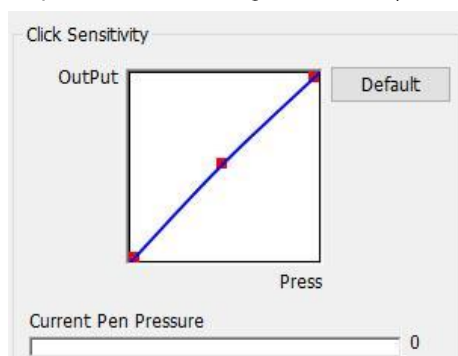 Click Sensitivity
OutPut
Default
Press
Current Pen Pressure
0